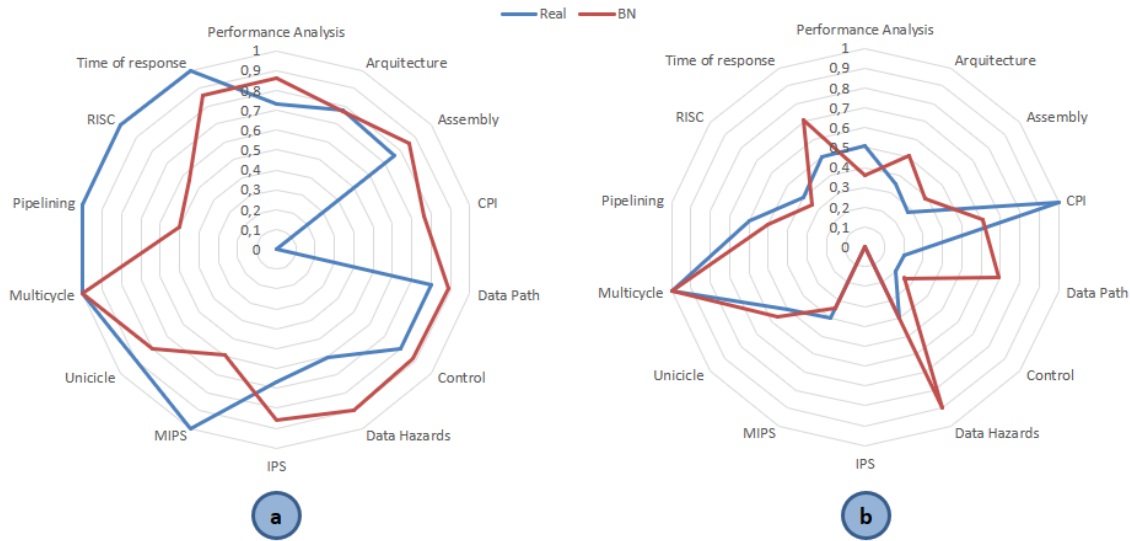 Real BN
Performance Analysis
Arquitecture
Assembly
CPI
Data Path
Control
Data Hazards
IPS
MIPS
Unicicle
Multicycle
Pipelining
RISC
Time of response
1
0,9
0,8
0,7
0,6
0,5
0,4
0,3
0,2
0,1
0
a
Performance Analysis
Arquitecture
Assembly
CPI
Data Path
Control
Data Hazards
IPS
MIPS
Unicicle
Multicycle
Pipelining
RISC
Time of response
1
0,9
0,8
0,7
0,6
0,5
0,4
0,3
0,2
0,1
0
b